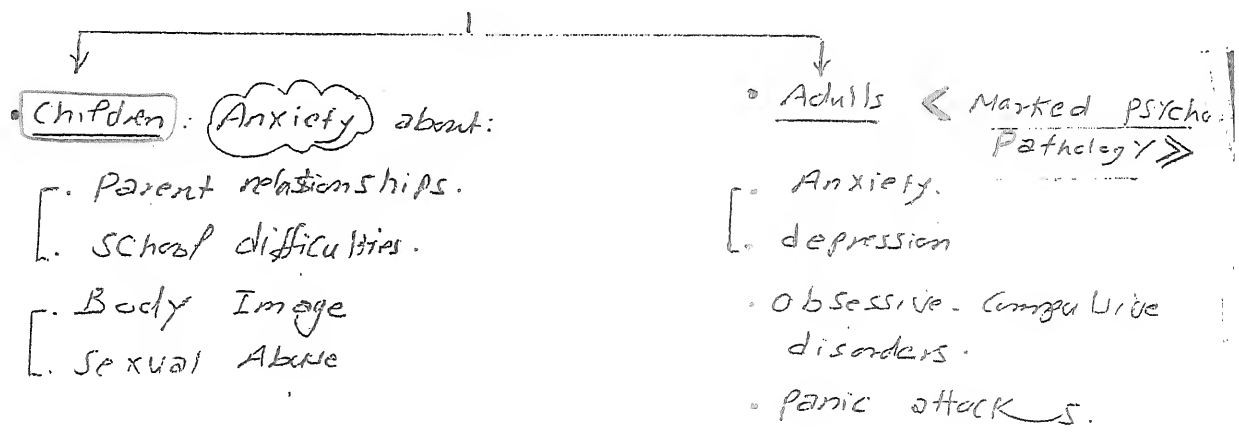 • Children: Anxiety about:
. Parent relationships.
. School difficulties.
. Body Image
. Sexual Abuse
• Adults < Marked psycho.
Pathology >>
. Anxiety.
. depression
. obsessive-compulsive
disorders.
. panic attacks.